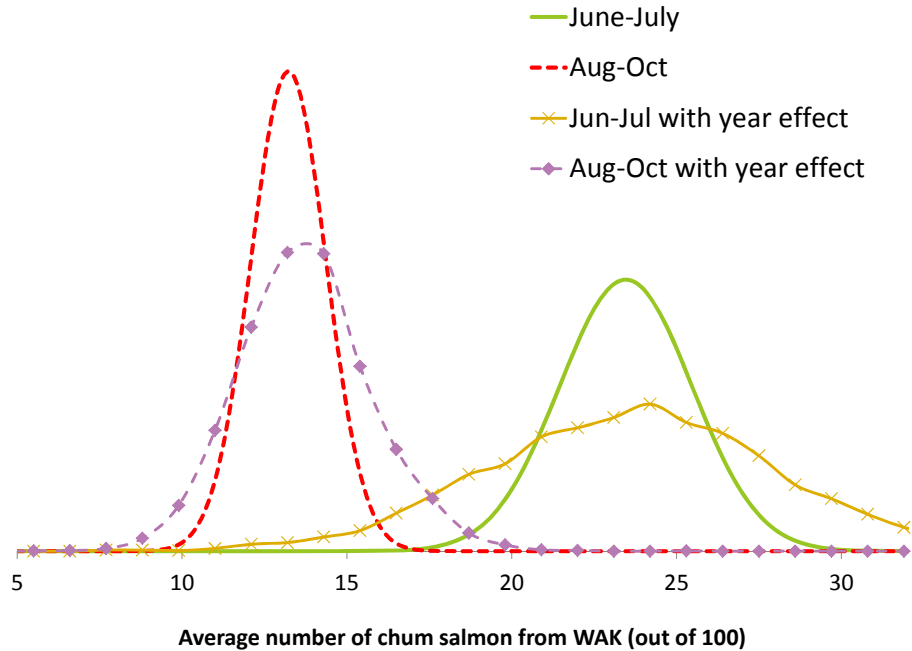 June-July
Aug-Oct
Jun-Jul with year effect
Aug-Oct with year effect
5 10 15 20 25 30
Average number of chum salmon from WAK (out of 100)